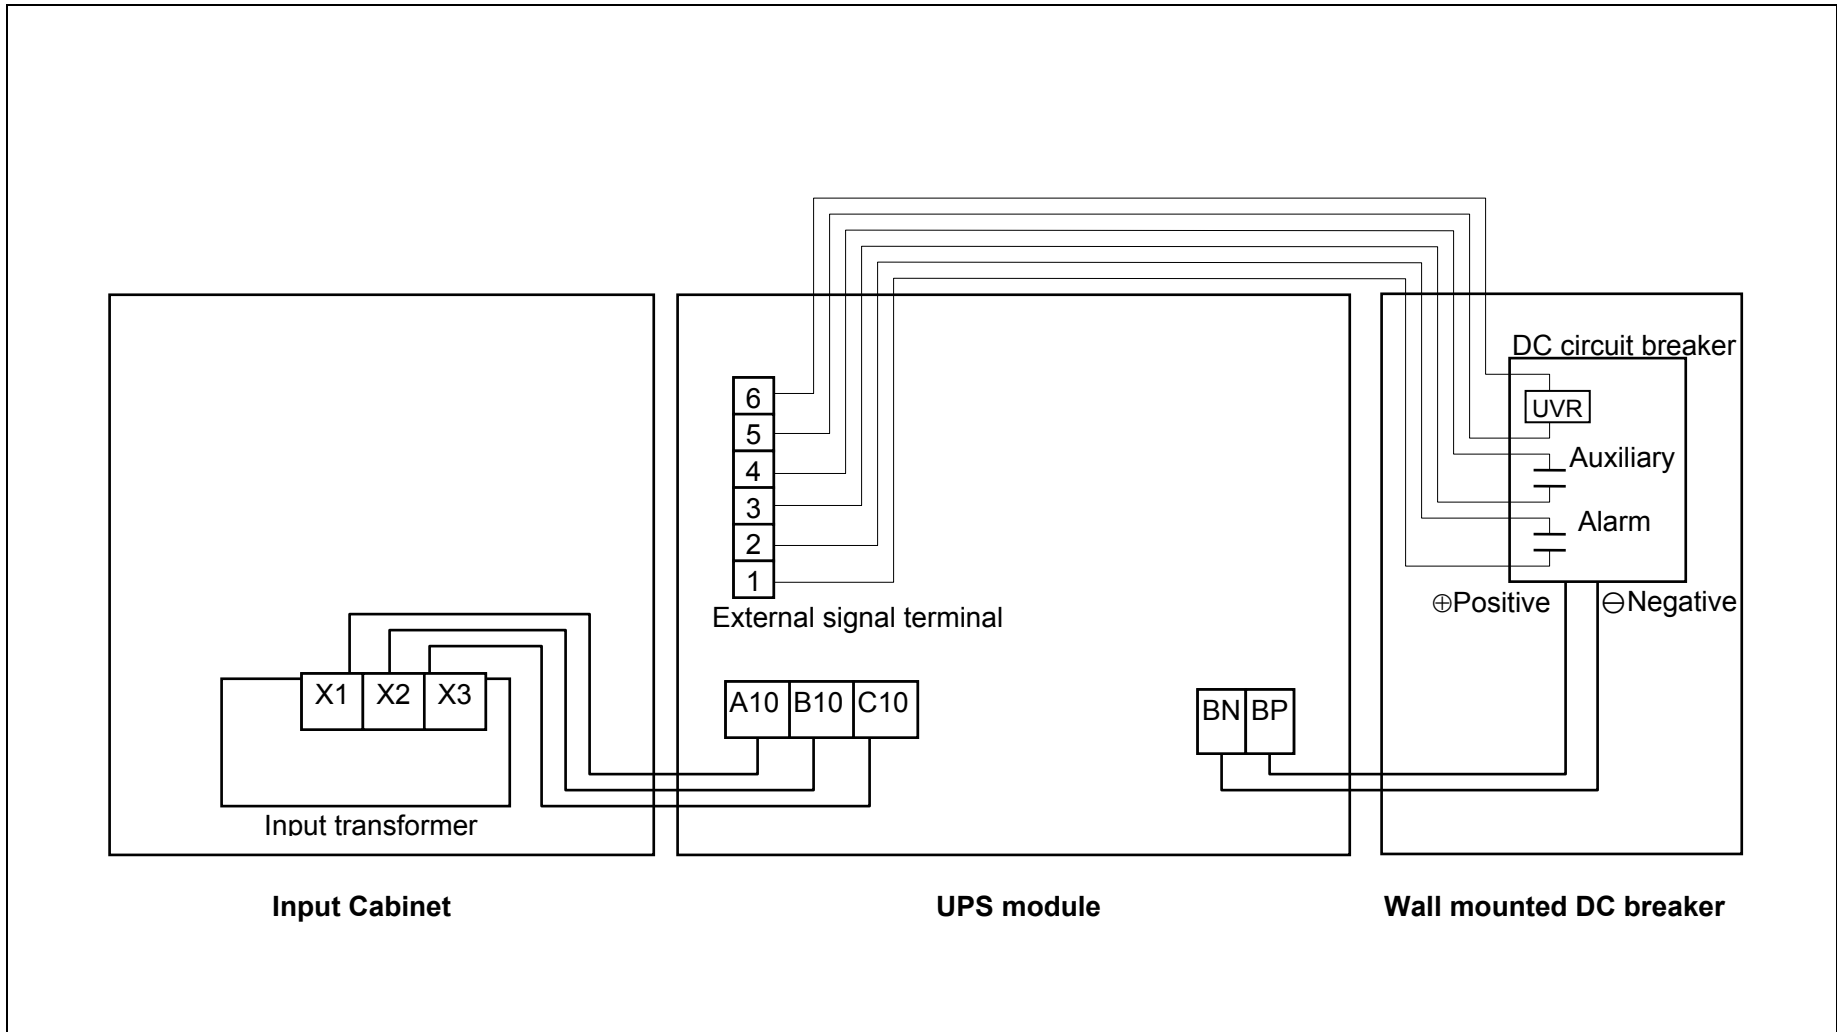 DC circuit breaker
UVR
6
5
4
3
2
1
Auxiliary
Alarm
External signal terminal
⊕Positive
⊖Negative
X1 X2 X3
A10 B10 C10
BN BP
Input transformer
Input Cabinet
UPS module
Wall mounted DC breaker